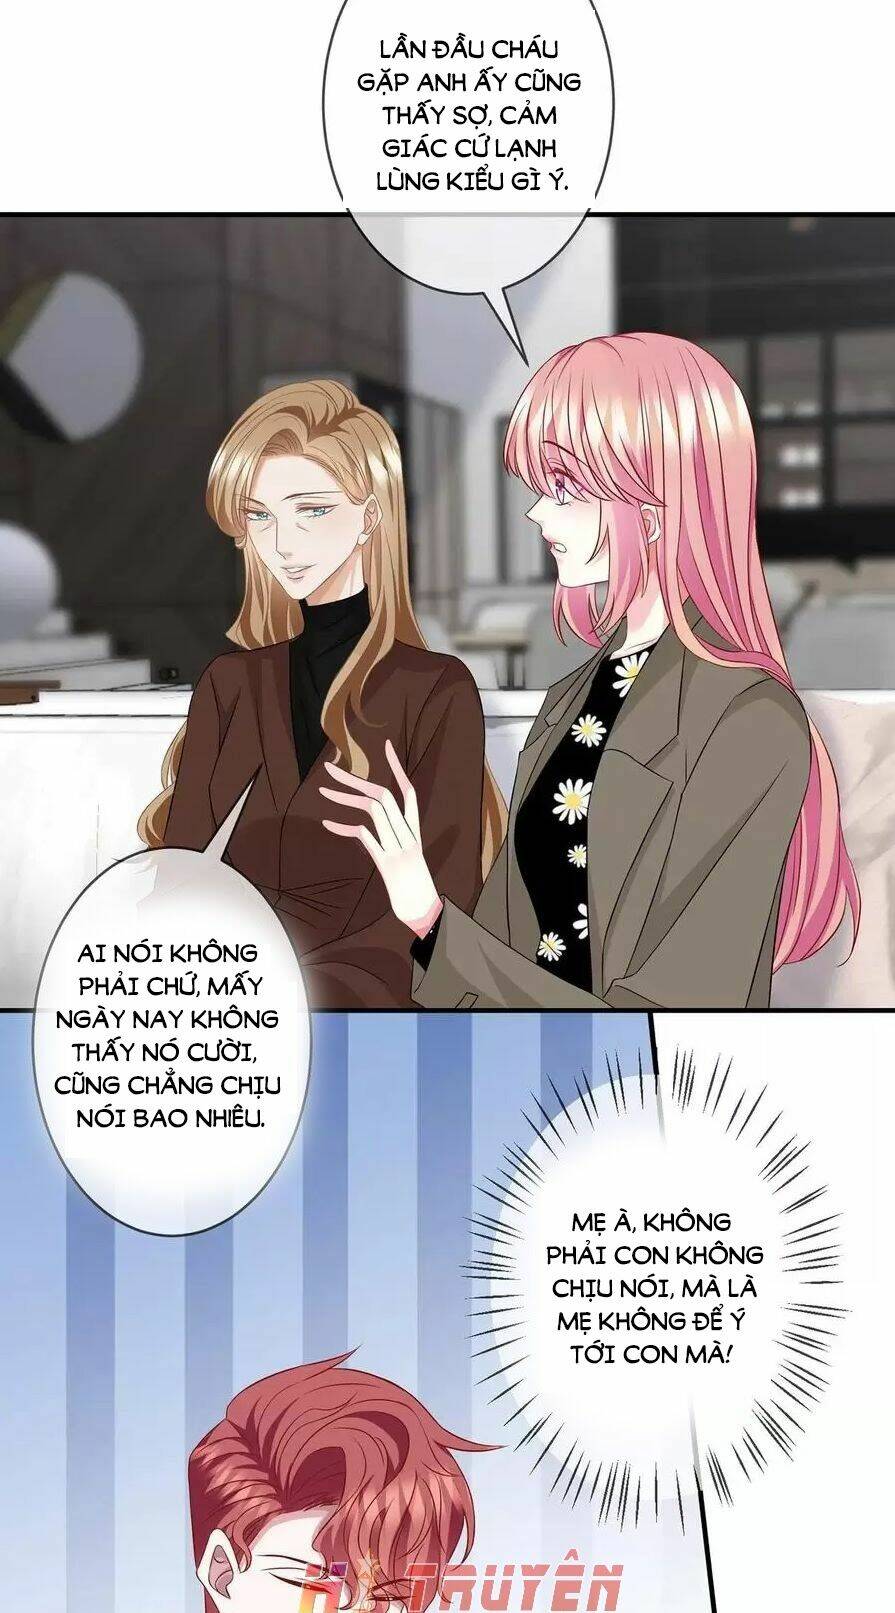 LẦN ĐẦU CHÁU
GẶP ANH ẤY CŨNG
THẤY SỢ, CẢM
GIÁC CỨ LẠNH
LÙNG KIỂU GÌ Ý.
AI NÓI KHÔNG
PHẢI CHỨ, MẤY
NGÀY NAY KHÔNG
THẤY NÓ CƯỜI,
CŨNG CHẲNG CHỊU
NÓI BAO NHIÊU.
MẸ À, KHÔNG
PHẢI CON KHÔNG
CHỊU NÓI, MÀ LÀ
MẸ KHÔNG ĐỂ Ý
TỚI CON MÀ!
TRUYỆN